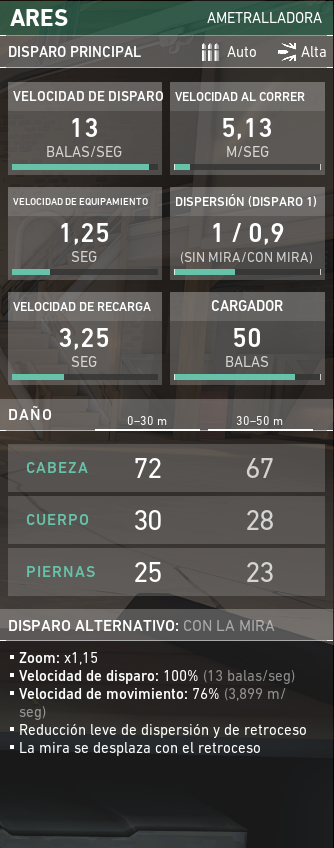 ARES AMETRALLADORA
DISPARO PRINCIPAL Auto Alta
VELOCIDAD DE DISPARO VELOCIDAD AL CORRER
13 5,13
BALAS/SEG M/SEG
VELOCIDAD DE EQUIPAMIENTO DISPERSIÓN (DISPARO 1)
1,25 1 / 0,9
SEG (SIN MIRA/CON MIRA)
VELOCIDAD DE RECARGA CARGADOR
3,25 50
SEG BALAS
DAÑO 0–30 m 30–50 m
CABEZA 72 67
CUERPO 30 28
PIERNAS 25 23
DISPARO ALTERNATIVO: CON LA MIRA
▪ Zoom: x1,15
▪ Velocidad de disparo: 100% (13 balas/seg)
▪ Velocidad de movimiento: 76% (3,899 m/
seg)
▪ Reducción leve de dispersión y de retroceso
▪ La mira se desplaza con el retroceso